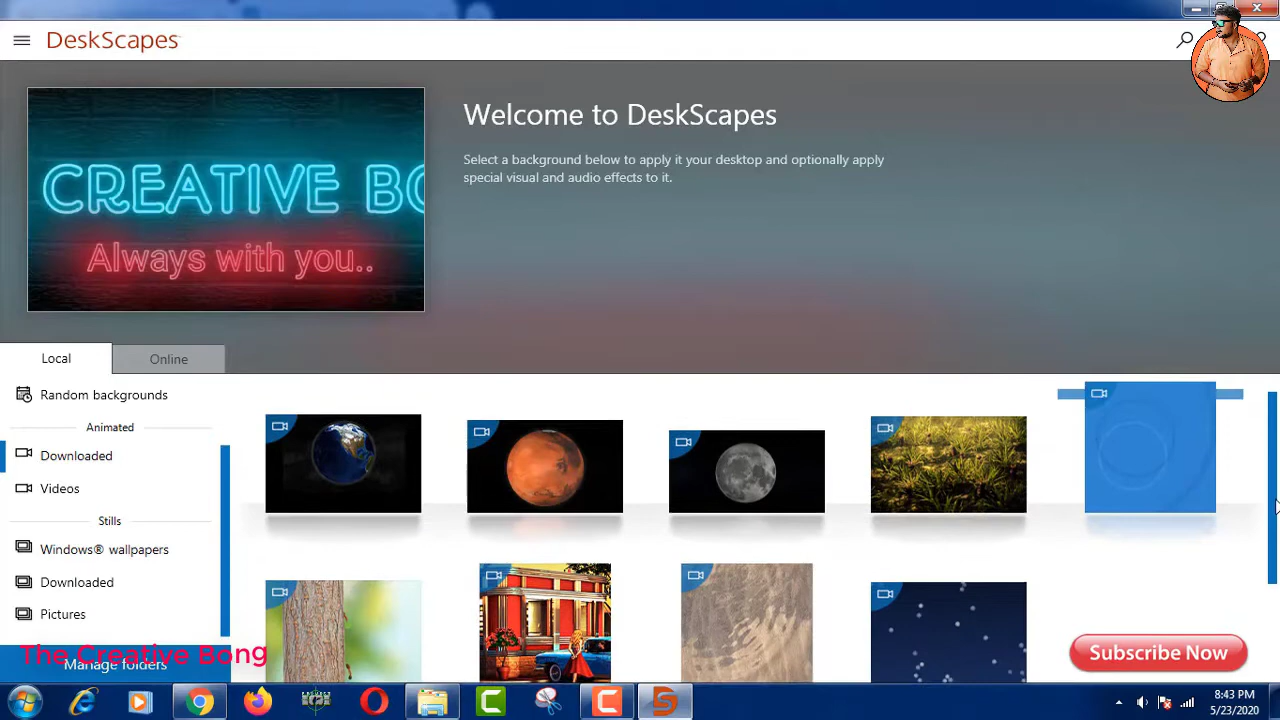 DeskScapes
CREATIVE BO
Always with you..
Welcome to DeskScapes
Select a background below to apply it your desktop and optionally apply
special visual and audio effects to it.
Local
Online
Random backgrounds
Animated
Downloaded
Videos
Stills
Windows® wallpapers
Downloaded
Pictures
Manage folders
The Creative Bong
Subscribe Now
8:43 PM
5/23/2020